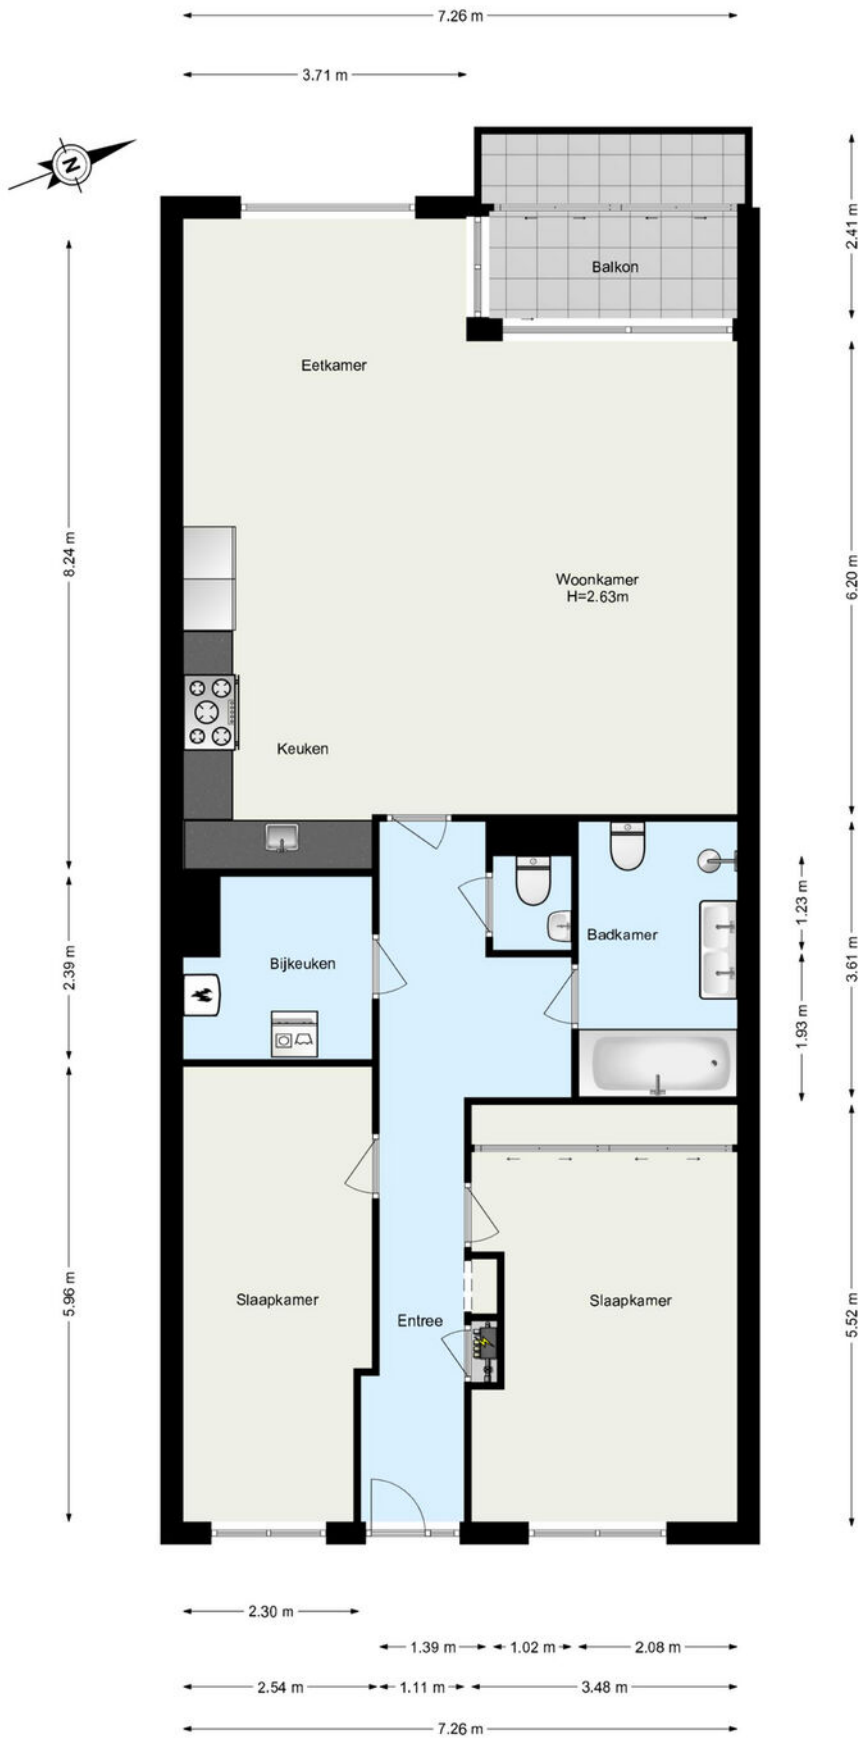 7.26 m
3.71 m
N
2.41 m
Balkon
Eetkamer
8.24 m
6.20 m
Woonkamer
H=2.63m
Keuken
1.23 m
Badkamer
3.61 m
2.39 m
Bijkeuken
1.93 m
5.96 m
Slaapkamer
Slaapkamer
Entree
5.52 m
2.30 m
1.39 m
1.02 m
2.08 m
2.54 m
1.11 m
3.48 m
7.26 m